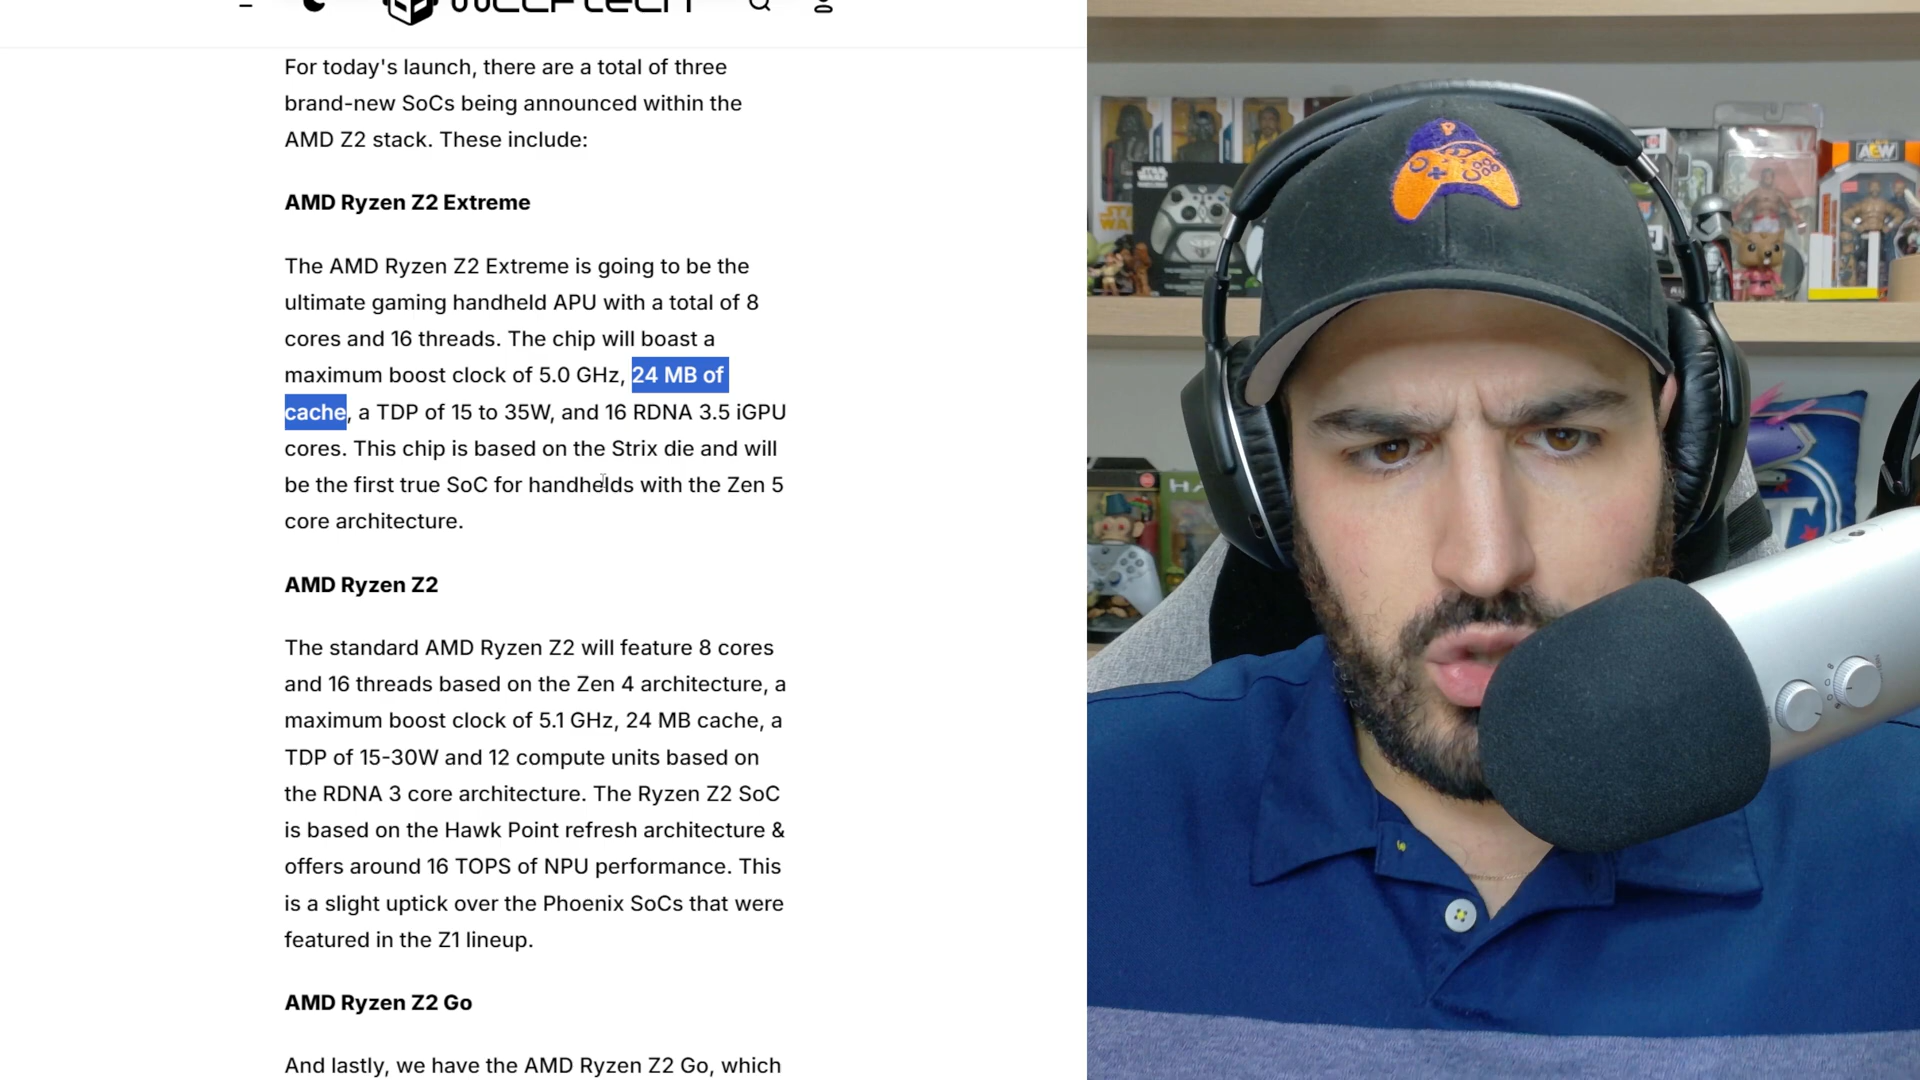 For today's launch, there are a total of three
brand-new SoCs being announced within the
AMD Z2 stack. These include:
AMD Ryzen Z2 Extreme
The AMD Ryzen Z2 Extreme is going to be the
ultimate gaming handheld APU with a total of 8
cores and 16 threads. The chip will boast a
maximum boost clock of 5.0 GHz, 24 MB of
cache, a TDP of 15 to 35W, and 16 RDNA 3.5 iGPU
cores. This chip is based on the Strix die and will
be the first true SoC for handhelds with the Zen 5
core architecture.
AMD Ryzen Z2
The standard AMD Ryzen Z2 will feature 8 cores
and 16 threads based on the Zen 4 architecture, a
maximum boost clock of 5.1 GHz, 24 MB cache, a
TDP of 15-30W and 12 compute units based on
the RDNA 3 core architecture. The Ryzen Z2 SoC
is based on the Hawk Point refresh architecture &
offers around 16 TOPS of NPU performance. This
is a slight uptick over the Phoenix SoCs that were
featured in the Z1 lineup.
AMD Ryzen Z2 Go
And lastly, we have the AMD Ryzen Z2 Go, which
P
STAR
WARS
AEW